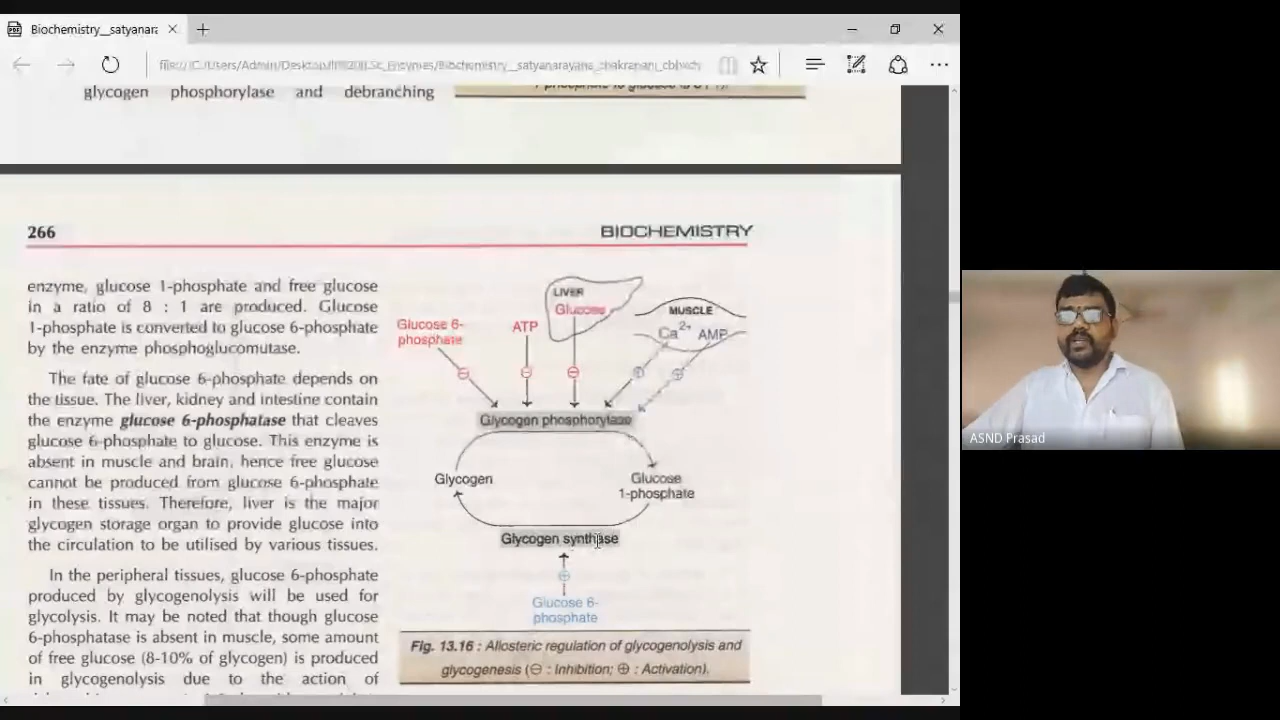 Biochemistry_satyanara
glycogen phosphorylase and debranching
266
BIOCHEMISTRY
enzyme, glucose 1-phosphate and free glucose
in a ratio of 8 : 1 are produced. Glucose
1-phosphate is converted to glucose 6-phosphate
by the enzyme phosphoglucomutase.
The fate of glucose 6-phosphate depends on
the tissue. The liver, kidney and intestine contain
the enzyme glucose 6-phosphatase that cleaves
glucose 6-phosphate to glucose. This enzyme is
absent in muscle and brain, hence free glucose
cannot be produced from glucose 6-phosphate
in these tissues. Therefore, liver is the major
glycogen storage organ to provide glucose into
the circulation to be utilised by various tissues.
In the peripheral tissues, glucose 6-phosphate
produced by glycogenolysis will be used for
glycolysis. It may be noted that though glucose
6-phosphatase is absent in muscle, some amount
of free glucose (8-10% of glycogen) is produced
in glycogenolysis due to the action of
LIVER
Glucose
MUSCLE
Ca2+ AMP
Glucose 6-
phosphate
ATP
⊖ ⊖ ⊖ ⊕ ⊕
Glycogen phosphorylase
Glycogen
Glucose
1-phosphate
Glycogen synthase
⊕
Glucose 6-
phosphate
Fig. 13.16 : Allosteric regulation of glycogenolysis and
glycogenesis (⊖ : Inhibition; ⊕ : Activation).
ASND Prasad